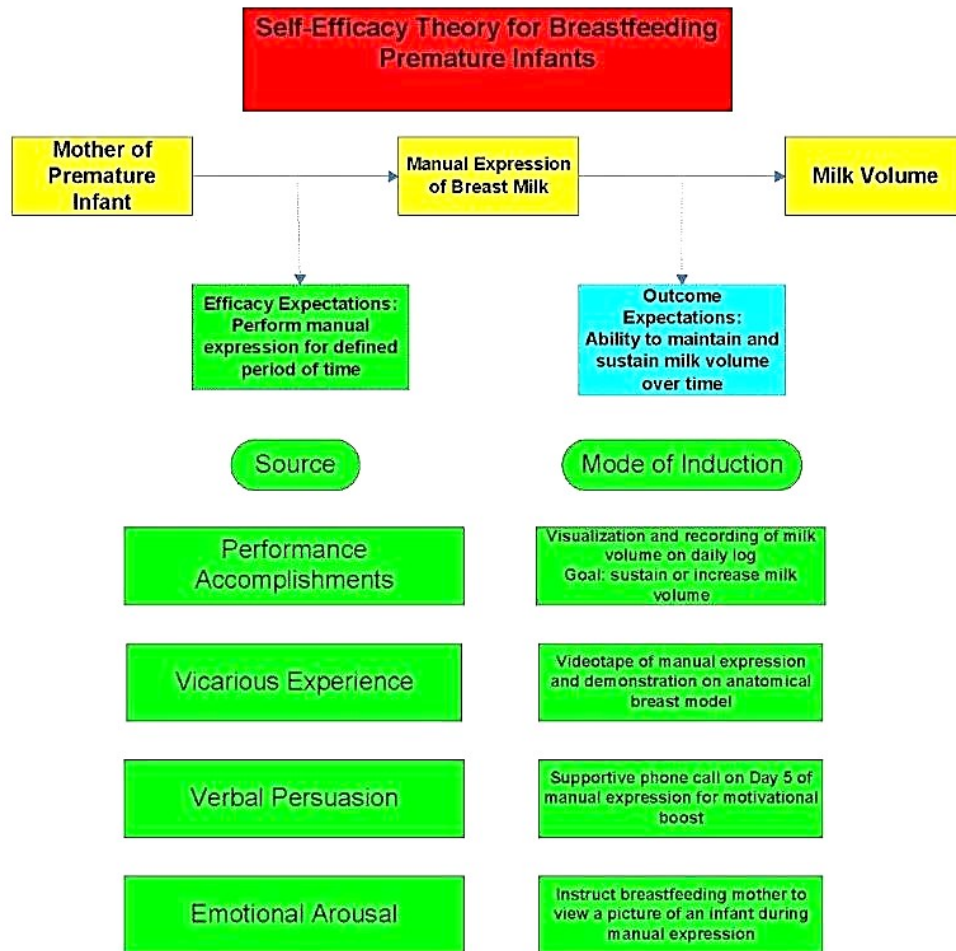 Self-Efficacy Theory for Breastfeeding
Premature Infants
Mother of
Premature
Infant
Manual Expression
of Breast Milk
Milk Volume
Efficacy Expectations:
Perform manual
expression for defined
period of time
Outcome
Expectations:
Ability to maintain and
sustain milk volume
over time
Source
Mode of Induction
Performance
Accomplishments
Visualization and recording of milk
volume on daily log
Goal: sustain or increase milk
volume
Vicarious Experience
Videotape of manual expression
and demonstration on anatomical
breast model
Verbal Persuasion
Supportive phone call on Day 5 of
manual expression for motivational
boost
Emotional Arousal
Instruct breastfeeding mother to
view a picture of an infant during
manual expression